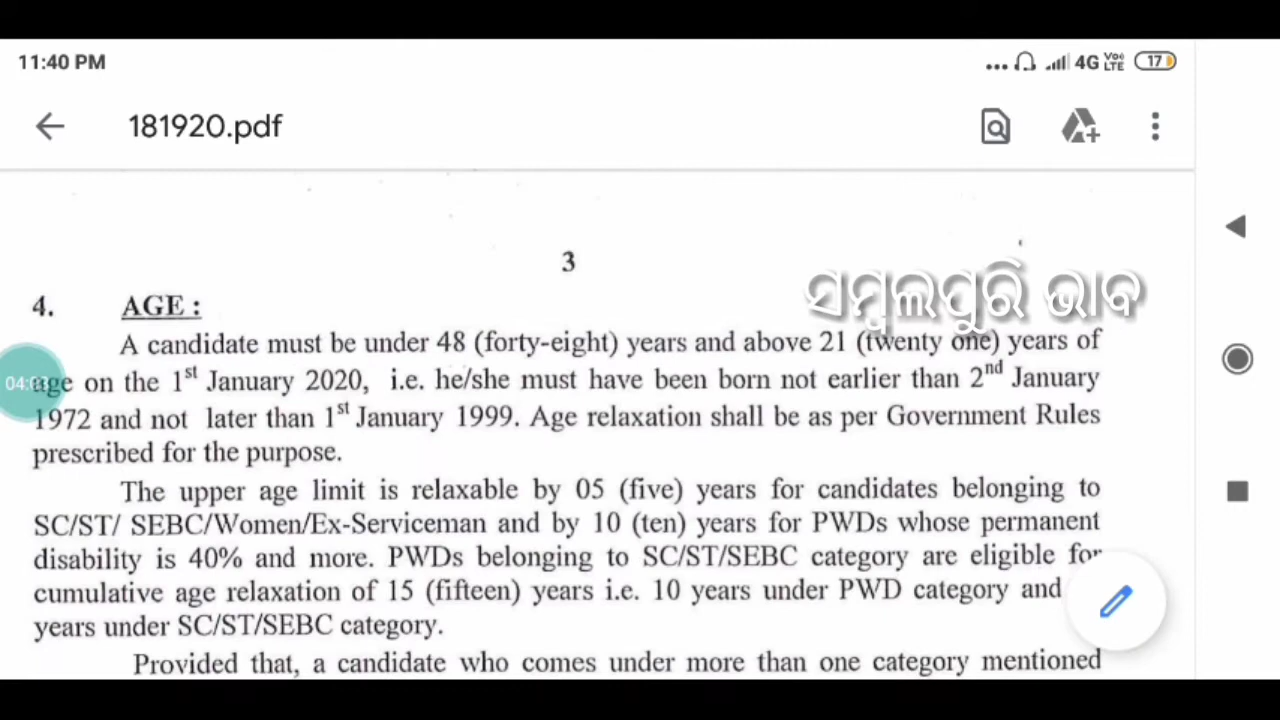 11:40 PM
4G Vo LTE 17
181920.pdf
3
ସମ୍ବଲପୁରି ଭାବ
4. AGE :
A candidate must be under 48 (forty-eight) years and above 21 (twenty one) years of
04:03 age on the 1st January 2020, i.e. he/she must have been born not earlier than 2nd January
1972 and not later than 1st January 1999. Age relaxation shall be as per Government Rules
prescribed for the purpose.
The upper age limit is relaxable by 05 (five) years for candidates belonging to
SC/ST/ SEBC/Women/Ex-Serviceman and by 10 (ten) years for PWDs whose permanent
disability is 40% and more. PWDs belonging to SC/ST/SEBC category are eligible for
cumulative age relaxation of 15 (fifteen) years i.e. 10 years under PWD category and
years under SC/ST/SEBC category.
Provided that, a candidate who comes under more than one category mentioned